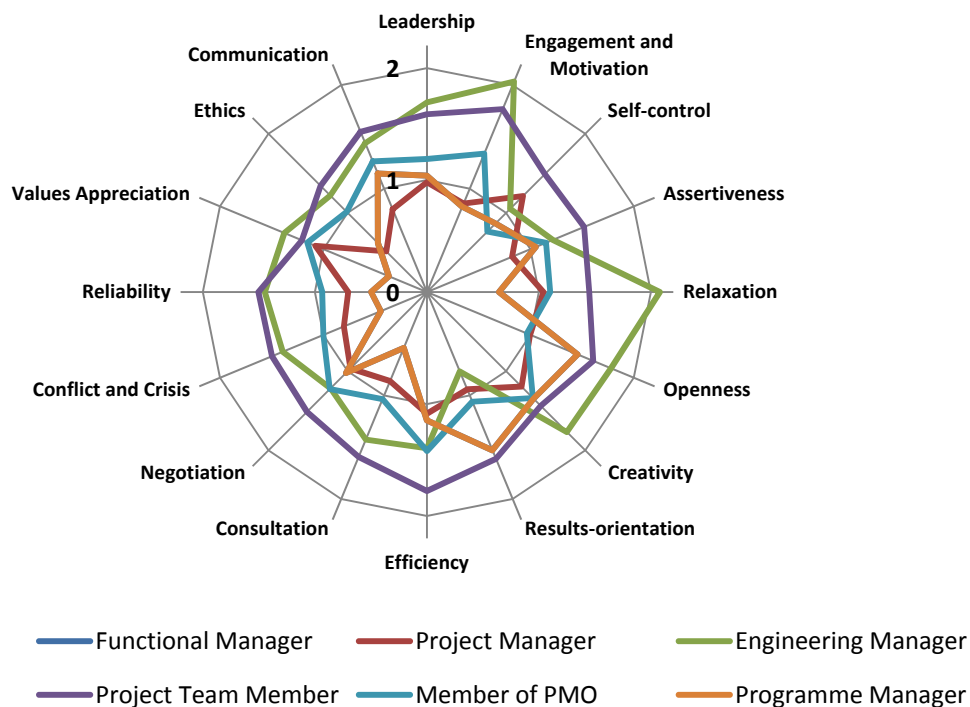 Leadership
Engagement and
Motivation
Self-control
Assertiveness
Relaxation
Openness
Creativity
Results-orientation
Efficiency
Consultation
Negotiation
Conflict and Crisis
Reliability
Values Appreciation
Ethics
Communication
2
1
0
Functional Manager
Project Manager
Engineering Manager
Project Team Member
Member of PMO
Programme Manager